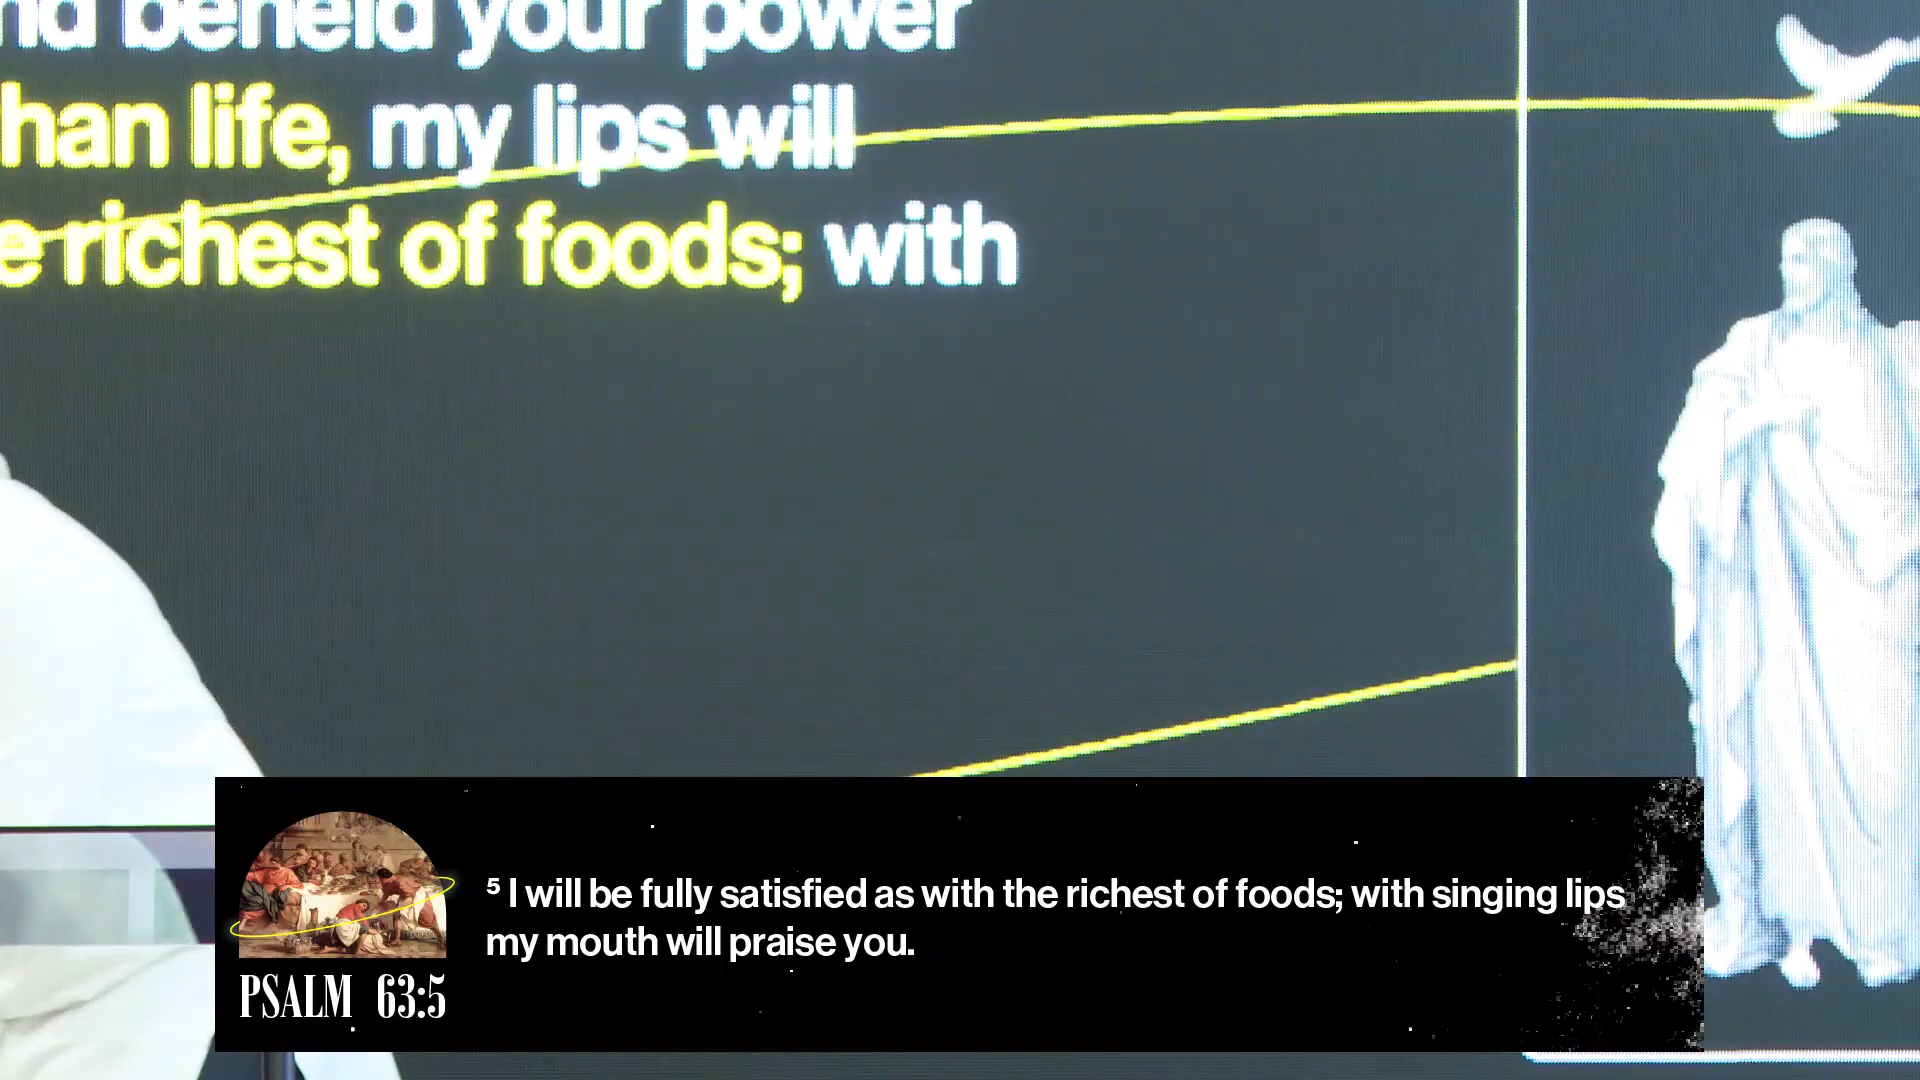 nd beheld your power
han life, my lips will
e richest of foods; with
⁵ I will be fully satisfied as with the richest of foods; with singing lips
my mouth will praise you.
PSALM 63:5